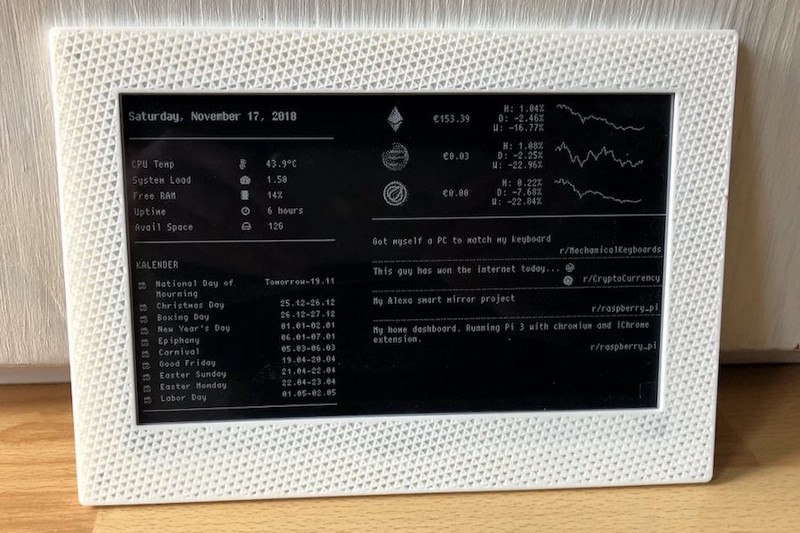 Saturday, November 17, 2018
CPU Temp 43.9°C
System Load 1.50
Free RAM 14%
Uptime 6 hours
Avail Space 12G
KALENDER
National Day of Mourning Tomorrow-19.11
Christmas Day 25.12-26.12
Boxing Day 26.12-27.12
New Year's Day 01.01-02.01
Epiphany 06.01-07.01
Carnival 05.03-06.03
Good Friday 19.04-20.04
Easter Sunday 21.04-22.04
Easter Monday 22.04-23.04
Labor Day 01.05-02.05
€153.39
H: 1.04%
D: -2.46%
W: -16.77%
€0.03
H: 1.08%
D: -2.25%
W: -22.96%
€0.00
H: 0.22%
D: -7.68%
W: -22.84%
Got myself a PC to match my keyboard
r/MechanicalKeyboards
This guy has won the internet today...
r/CryptoCurrency
My Alexa smart mirror project
r/raspberry_pi
My home dashboard. Running Pi 3 with chromium and iChrome
extension.
r/raspberry_pi